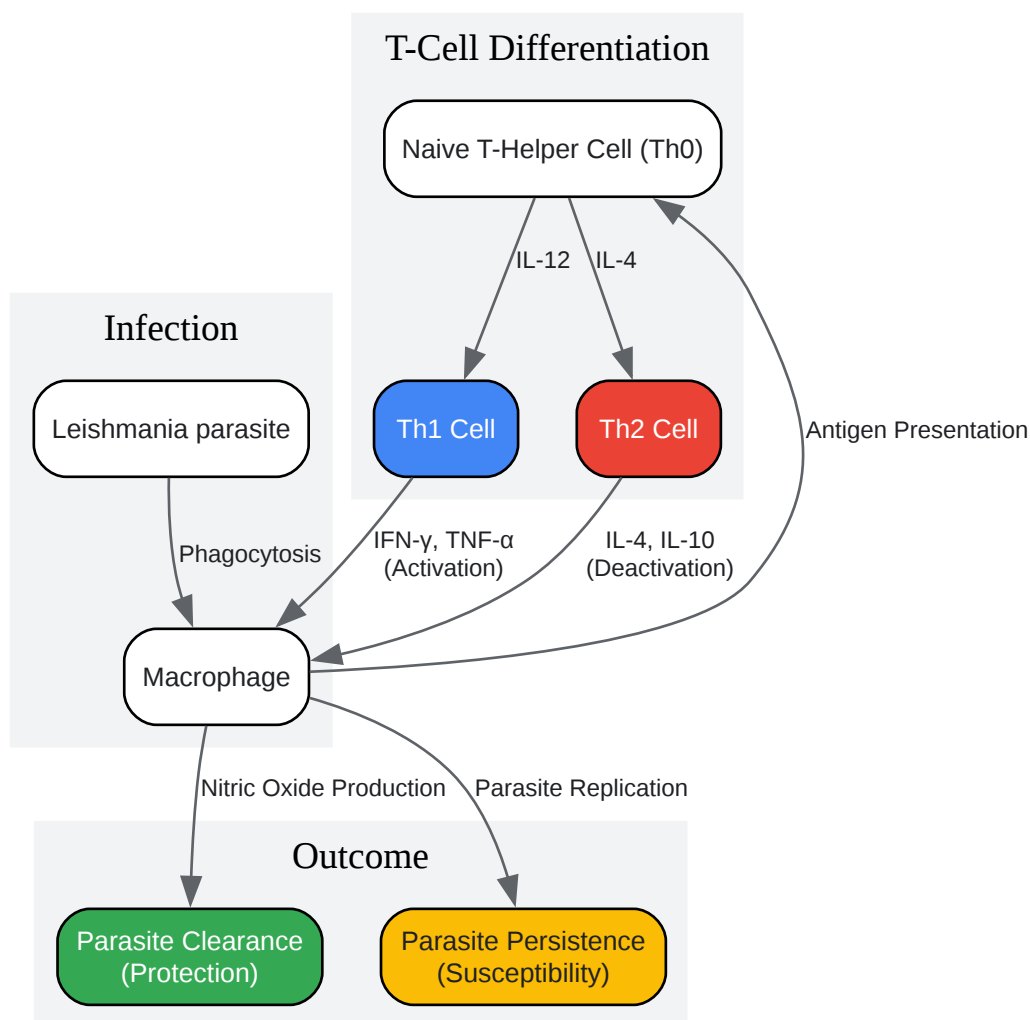 T-Cell Differentiation
Naive T-Helper Cell (Th0)
IL-12
IL-4
Infection
Leishmania parasite
Th1 Cell
Th2 Cell
Antigen Presentation
Phagocytosis
IFN-γ, TNF-α
(Activation)
IL-4, IL-10
(Deactivation)
Macrophage
Nitric Oxide Production
Parasite Replication
Outcome
Parasite Clearance
(Protection)
Parasite Persistence
(Susceptibility)